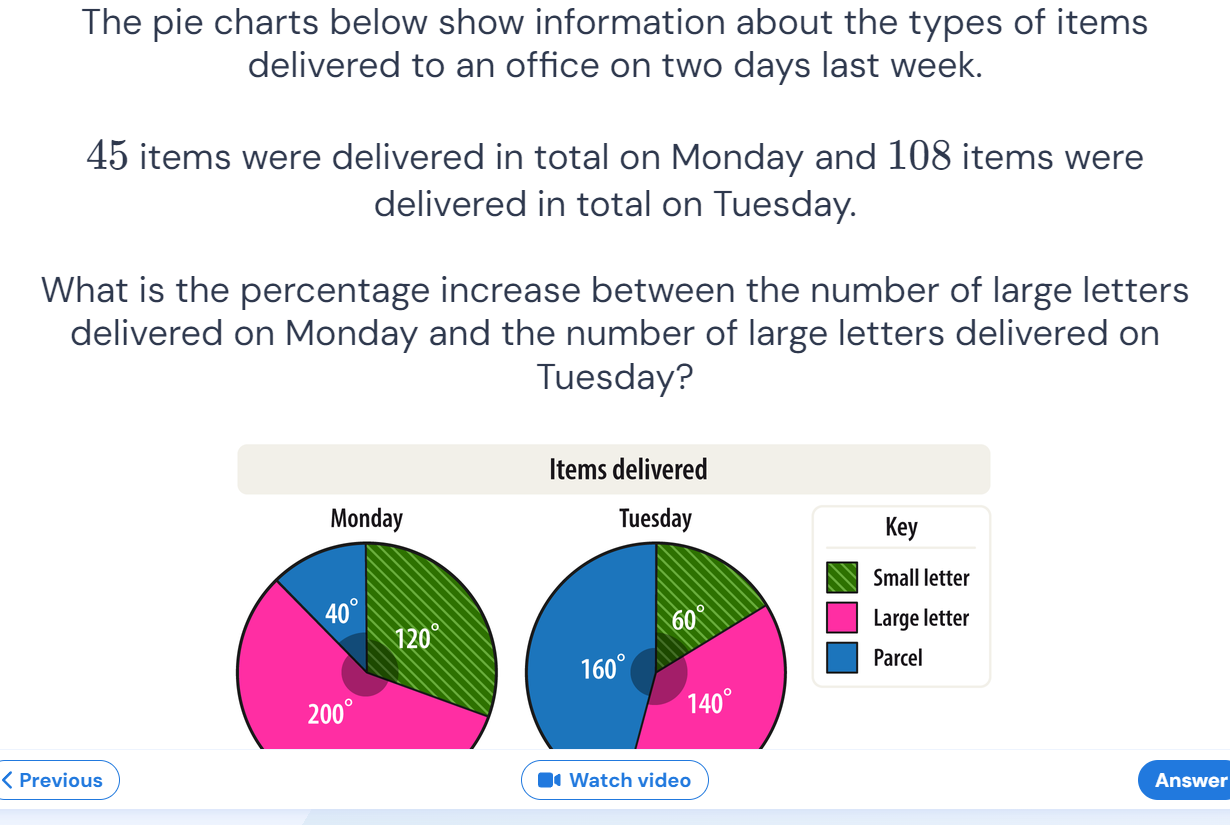 The pie charts below show information about the types of items
delivered to an office on two days last week.
45 items were delivered in total on Monday and 108 items were
delivered in total on Tuesday.
What is the percentage increase between the number of large letters
delivered on Monday and the number of large letters delivered on
Tuesday?
Items delivered
Monday
40°
120°
200°
Tuesday
60°
160°
140°
Key
Small letter
Large letter
Parcel
< Previous
Watch video
Answer